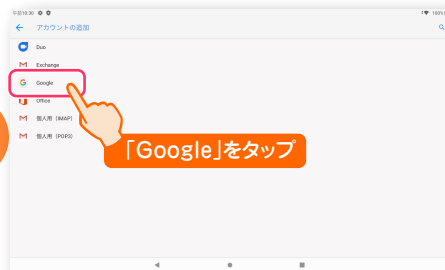 午前10:30
100%
アカウントの追加
Duo
Exchange
Google
Office
個人用 (IMAP)
個人用 (POP3)
「Google」をタップ